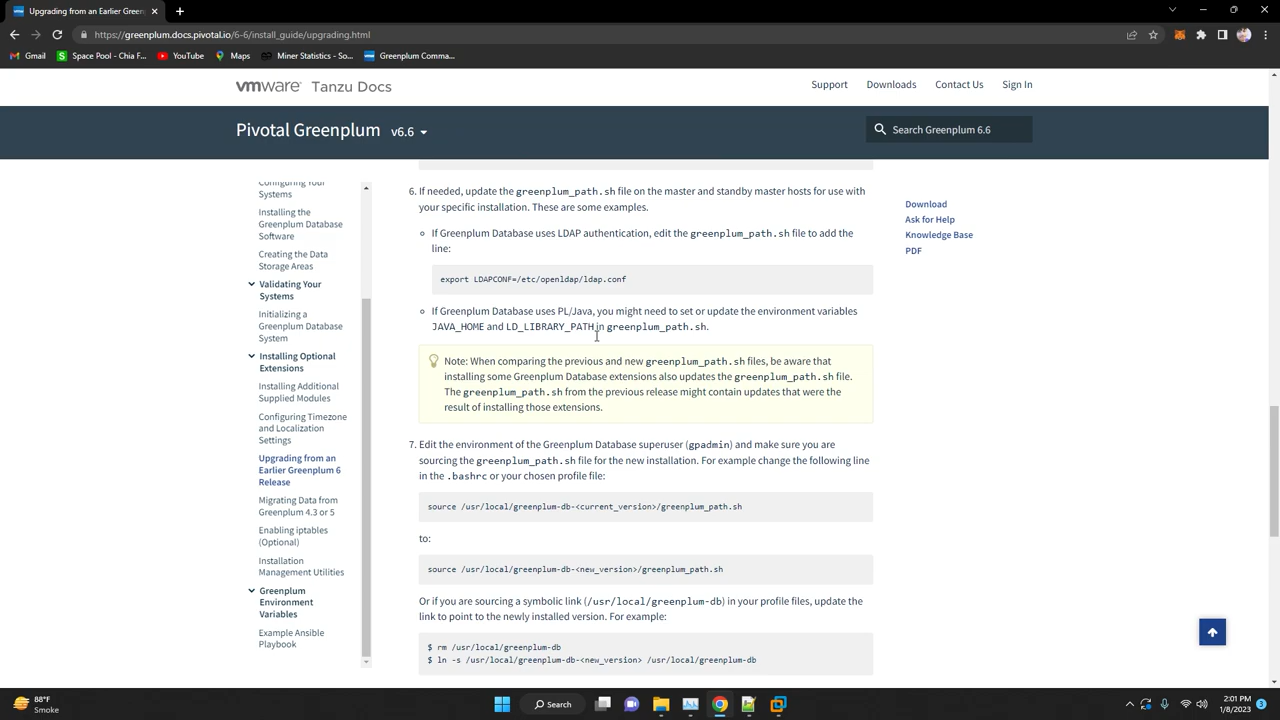 Upgrading from an Earlier Greenp
https://greenplum.docs.pivotal.io/6-6/install_guide/upgrading.html
Gmail
Space Pool - Chia F...
YouTube
Maps
Miner Statistics - So...
Greenplum Comma...
vmware Tanzu Docs
Support
Downloads
Contact Us
Sign In
Pivotal Greenplum v6.6
Search Greenplum 6.6
Configuring Your
Systems
Installing the
Greenplum Database
Software
Creating the Data
Storage Areas
Validating Your
Systems
Initializing a
Greenplum Database
System
Installing Optional
Extensions
Installing Additional
Supplied Modules
Configuring Timezone
and Localization
Settings
Upgrading from an
Earlier Greenplum 6
Release
Migrating Data from
Greenplum 4.3 or 5
Enabling iptables
(Optional)
Installation
Management Utilities
Greenplum
Environment
Variables
Example Ansible
Playbook
6. If needed, update the greenplum_path.sh file on the master and standby master hosts for use with
your specific installation. These are some examples.
If Greenplum Database uses LDAP authentication, edit the greenplum_path.sh file to add the
line:
export LDAPCONF=/etc/openldap/ldap.conf
If Greenplum Database uses PL/Java, you might need to set or update the environment variables
JAVA_HOME and LD_LIBRARY_PATH in greenplum_path.sh.
Note: When comparing the previous and new greenplum_path.sh files, be aware that
installing some Greenplum Database extensions also updates the greenplum_path.sh file.
The greenplum_path.sh from the previous release might contain updates that were the
result of installing those extensions.
7. Edit the environment of the Greenplum Database superuser (gpadmin) and make sure you are
sourcing the greenplum_path.sh file for the new installation. For example change the following line
in the .bashrc or your chosen profile file:
source /usr/local/greenplum-db-<current_version>/greenplum_path.sh
to:
source /usr/local/greenplum-db-<new_version>/greenplum_path.sh
Or if you are sourcing a symbolic link (/usr/local/greenplum-db) in your profile files, update the
link to point to the newly installed version. For example:
$ rm /usr/local/greenplum-db
$ ln -s /usr/local/greenplum-db-<new_version> /usr/local/greenplum-db
Download
Ask for Help
Knowledge Base
PDF
88°F
Smoke
Search
2:01 PM
1/8/2023
3